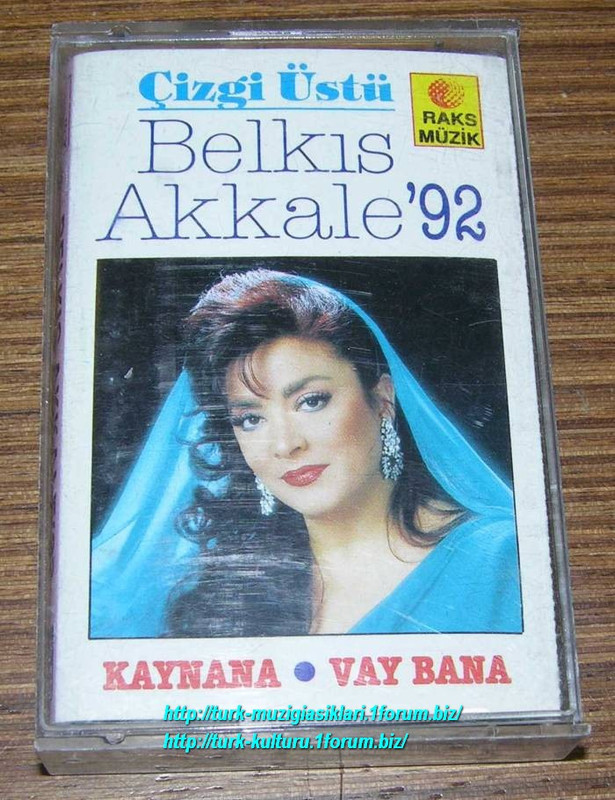 Çizgi Üstü
RAKS
MÜZİK
Belkıs
Akkale '92
KAYNANA • VAY BANA
http://turk-muzigiasiklari.1forum.biz/
http://turk-kulturu.1forum.biz/